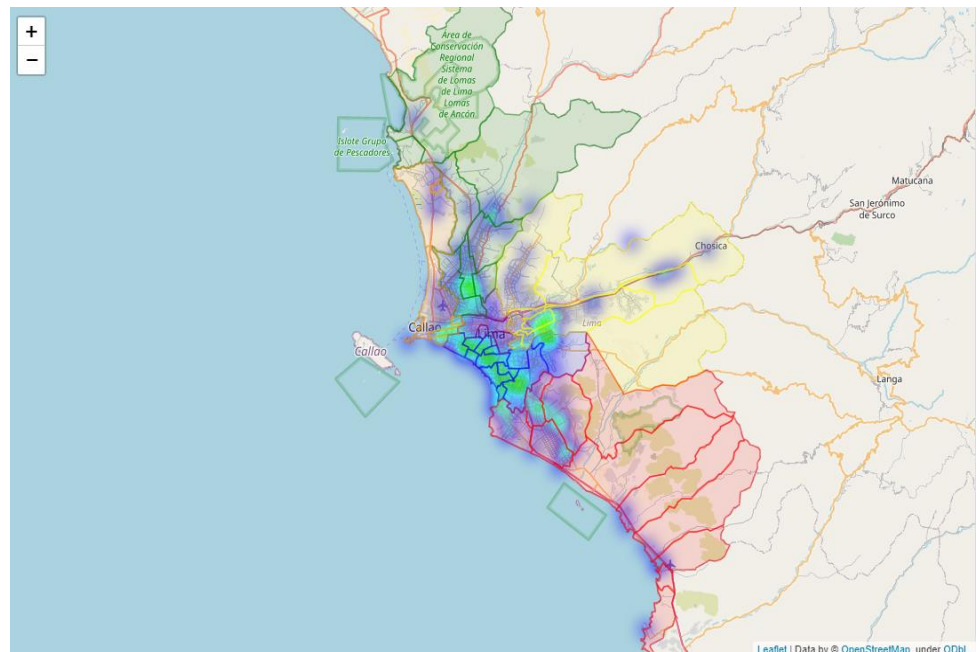 +
−
Área de
Conservación
Regional
Sistema
de Lomas
de Lima
Lomas
de Ancón
Islote Grupo
de Pescadores
Matucana
San Jerónimo
de Surco
Chosica
Callao
Lima
Lima
Callao
Langa
Leaflet | Data by © OpenStreetMap, under ODbL.